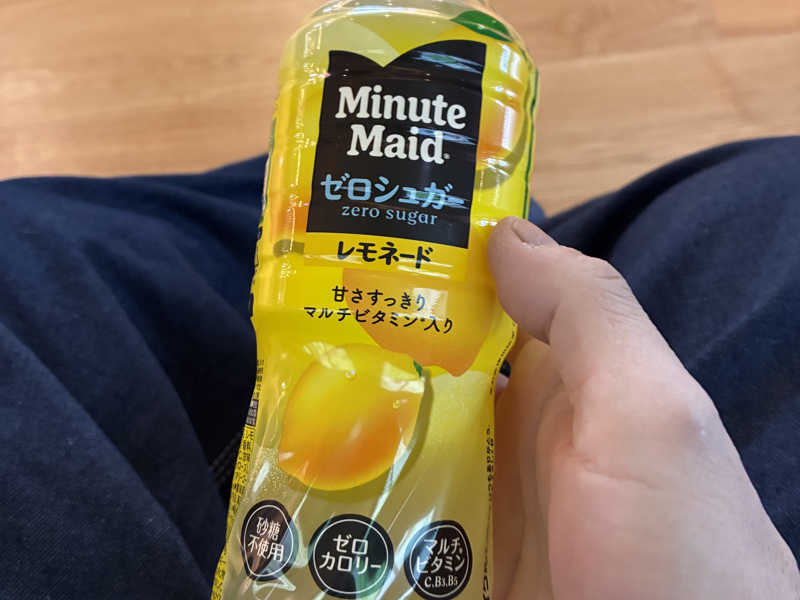 Minute
Maid
ゼロシュガー
zero sugar
レモネード
甘さすっきり
マルチビタミン*入り
砂糖
不使用
ゼロ
カロリー
マルチ*
ビタミン
C,B3,B5